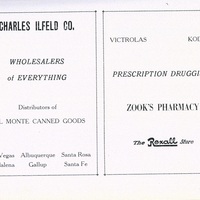 CHARLES ILFELD CO.
WHOLESALERS
of EVERYTHING
Distributors of
MONTE CANNED GOODS
Vegas Albuquerque Santa Rosa
Gallup Santa Fe
VICTROLAS
PRESCRIPTION DRUGGI
ZOOK'S PHARMACY
The Rexall Store